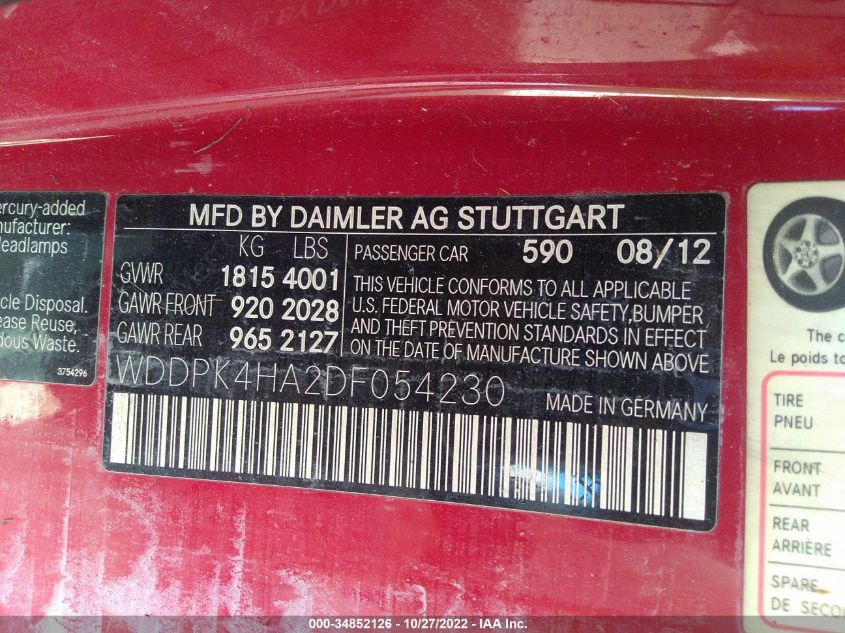 ercury-added
anufacturer:
Headlamps
cle Disposal.
ease Reuse,
dous Waste.
3754296
MFD BY DAIMLER AG STUTTGART
KG LBS
GVWR 1815 4001
GAWR FRONT 920 2028
GAWR REAR 965 2127
PASSENGER CAR 590 08/12
THIS VEHICLE CONFORMS TO ALL APPLICABLE
U.S. FEDERAL MOTOR VEHICLE SAFETY,BUMPER
AND THEFT PREVENTION STANDARDS IN EFFECT
ON THE DATE OF MANUFACTURE SHOWN ABOVE
WDDPK4HA2DF054230
MADE IN GERMANY
The c
Le poids to
TIRE
PNEU
FRONT
AVANT
REAR
ARRIÈRE
SPARE
DE SECO
000-34852126 - 10/27/2022 - IAA Inc.